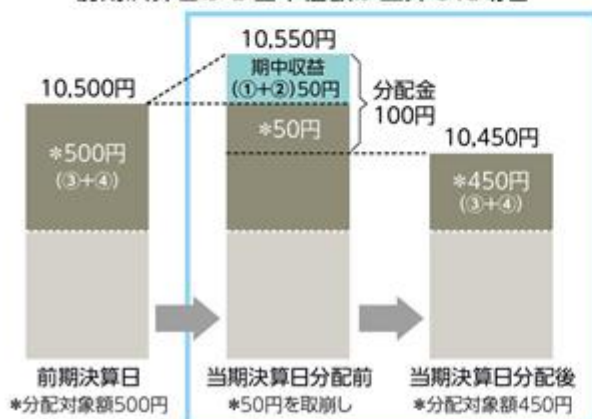 10,550円
10,500円
期中収益
(①+②)50円
分配金
100円
*500円
(③+④)
*50円
10,450円
*450円
(③+④)
前期決算日
当期決算日分配前
当期決算日分配後
*分配対象額500円
*50円を取崩し
*分配対象額450円